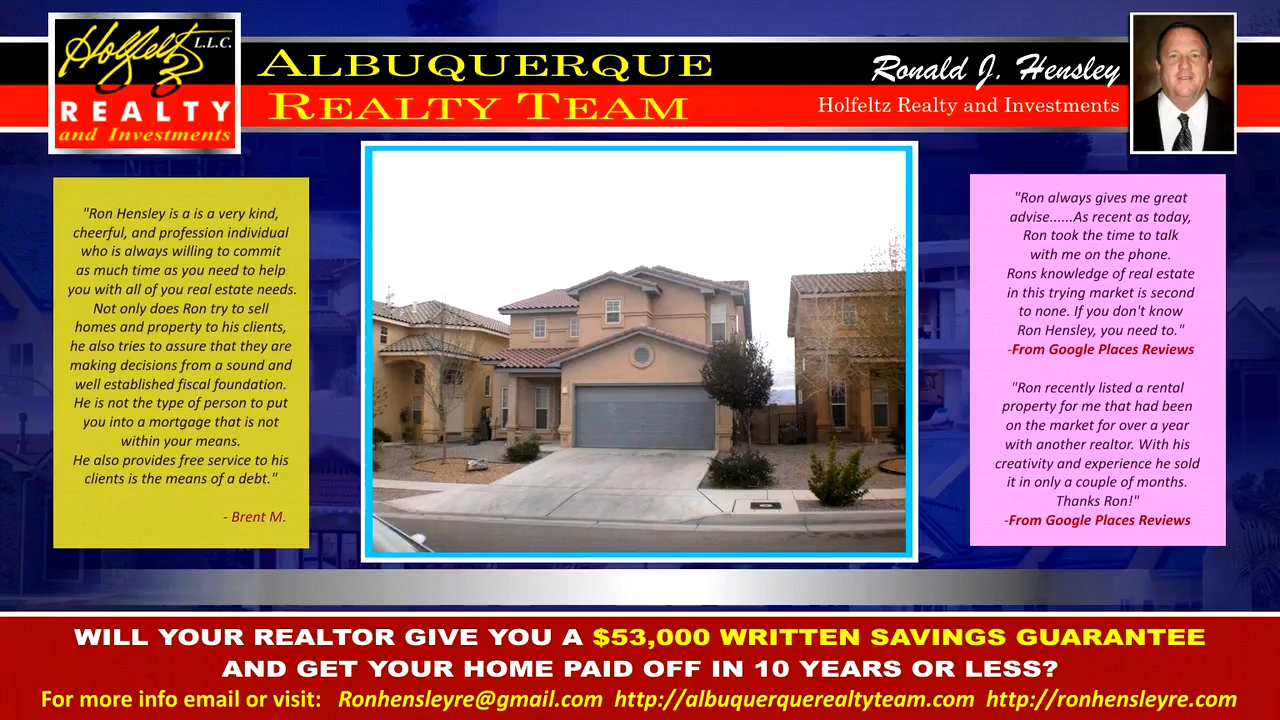 Holfeltz L.L.C.
REALTY
and Investments
ALBUQUERQUE
REALTY TEAM
Ronald J. Hensley
Holfeltz Realty and Investments
"Ron Hensley is a is a very kind,
cheerful, and profession individual
who is always willing to commit
as much time as you need to help
you with all of you real estate needs.
Not only does Ron try to sell
homes and property to his clients,
he also tries to assure that they are
making decisions from a sound and
well established fiscal foundation.
He is not the type of person to put
you into a mortgage that is not
within your means.
He also provides free service to his
clients is the means of a debt."
- Brent M.
"Ron always gives me great
advise......As recent as today,
Ron took the time to talk
with me on the phone.
Rons knowledge of real estate
in this trying market is second
to none. If you don't know
Ron Hensley, you need to."
-From Google Places Reviews
"Ron recently listed a rental
property for me that had been
on the market for over a year
with another realtor. With his
creativity and experience he sold
it in only a couple of months.
Thanks Ron!"
-From Google Places Reviews
WILL YOUR REALTOR GIVE YOU A $53,000 WRITTEN SAVINGS GUARANTEE
AND GET YOUR HOME PAID OFF IN 10 YEARS OR LESS?
For more info email or visit: Ronhensleyre@gmail.com http://albuquerquerealtyteam.com http://ronhensleyre.com